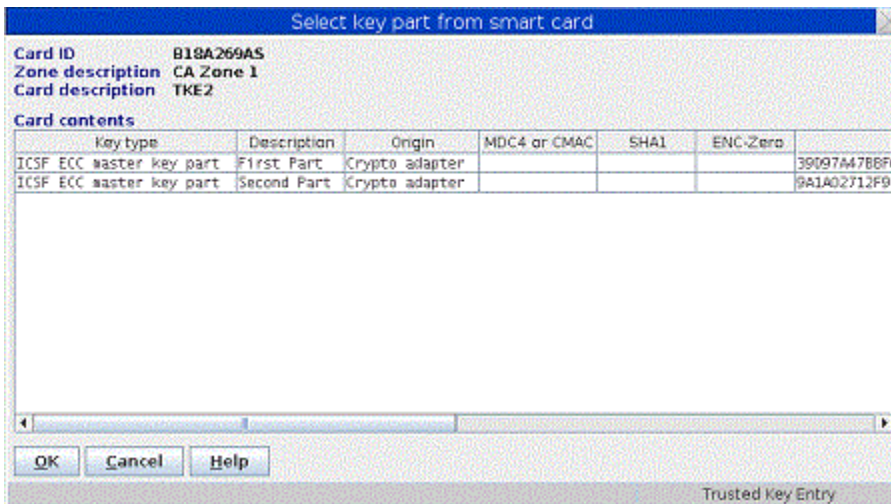 Select key part from smart card
Card ID B18A269AS
Zone description CA Zone 1
Card description TKE2
Card contents
Key type Description Origin MDC4 or CMAC SHA1 ENC-Zero
ICSF ECC master key part First Part Crypto adapter
ICSF ECC master key part Second Part Crypto adapter 9A1A02712F9
OK Cancel Help
Trusted Key Entry